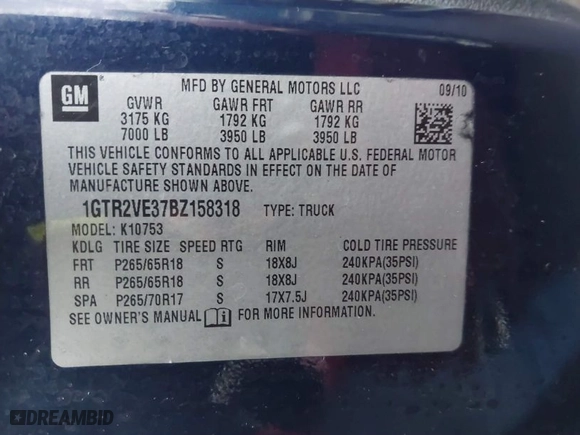 GM
MFD BY GENERAL MOTORS LLC 09/10
GVWR GAWR FRT GAWR RR
3175 KG 1792 KG 1792 KG
7000 LB 3950 LB 3950 LB
THIS VEHICLE CONFORMS TO ALL APPLICABLE U.S. FEDERAL MOTOR
VEHICLE SAFETY STANDARDS IN EFFECT ON THE DATE OF
MANUFACTURE SHOWN ABOVE.
1GTR2VE37BZ158318 TYPE: TRUCK
MODEL: K10753
KDLG TIRE SIZE SPEED RTG RIM COLD TIRE PRESSURE
FRT P265/65R18 S 18X8J 240KPA(35PSI)
RR P265/65R18 S 18X8J 240KPA(35PSI)
SPA P265/70R17 S 17X7.5J 240KPA(35PSI)
SEE OWNER'S MANUAL FOR ADDITIONAL INFORMATION.
DREAMBID